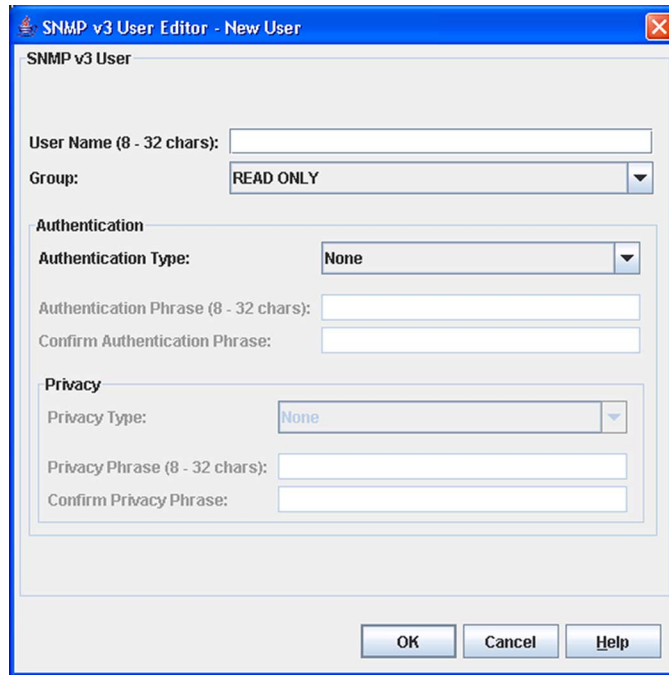 SNMP v3 User Editor - New User
SNMP v3 User
User Name (8 - 32 chars):
Group: READ ONLY
Authentication
Authentication Type: None
Authentication Phrase (8 - 32 chars):
Confirm Authentication Phrase:
Privacy
Privacy Type: None
Privacy Phrase (8 - 32 chars):
Confirm Privacy Phrase:
OK Cancel Help